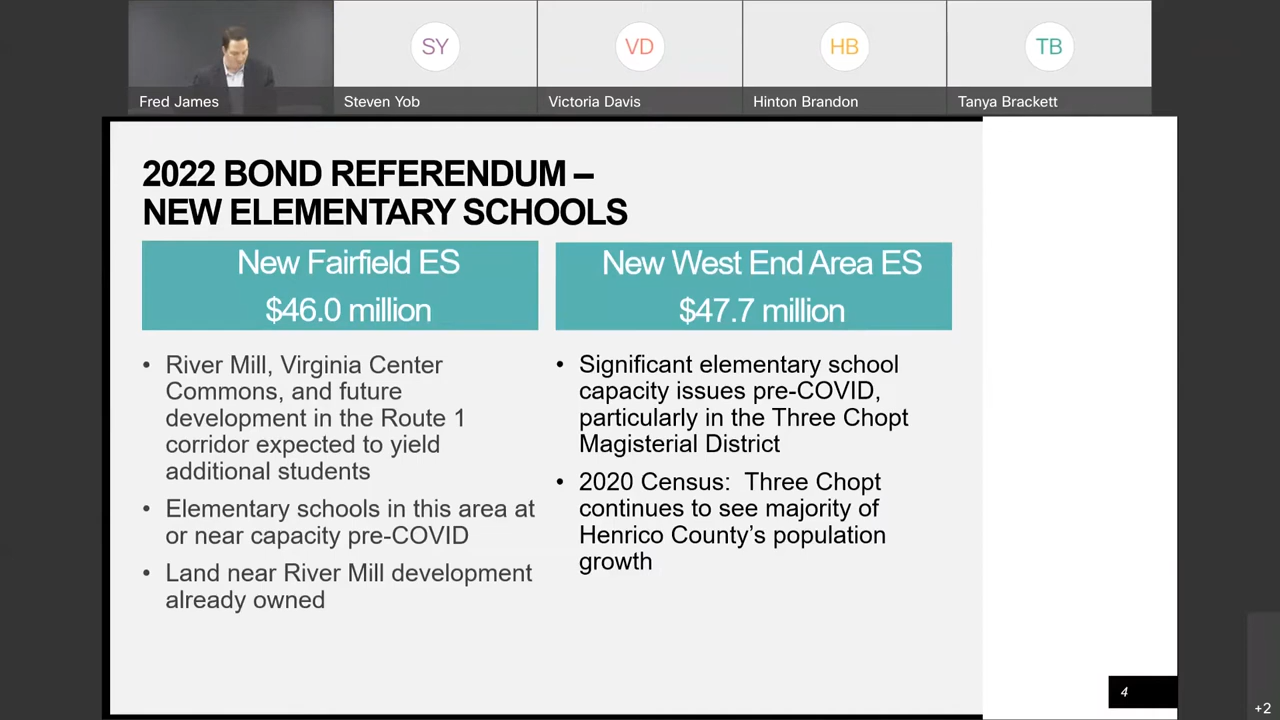 SY
VD
HB
TB
Fred James
Steven Yob
Victoria Davis
Hinton Brandon
Tanya Brackett
2022 BOND REFERENDUM –
NEW ELEMENTARY SCHOOLS
New Fairfield ES
$46.0 million
• River Mill, Virginia Center
Commons, and future
development in the Route 1
corridor expected to yield
additional students
• Elementary schools in this area at
or near capacity pre-COVID
• Land near River Mill development
already owned
New West End Area ES
$47.7 million
• Significant elementary school
capacity issues pre-COVID,
particularly in the Three Chopt
Magisterial District
• 2020 Census:  Three Chopt
continues to see majority of
Henrico County’s population
growth
4
+2